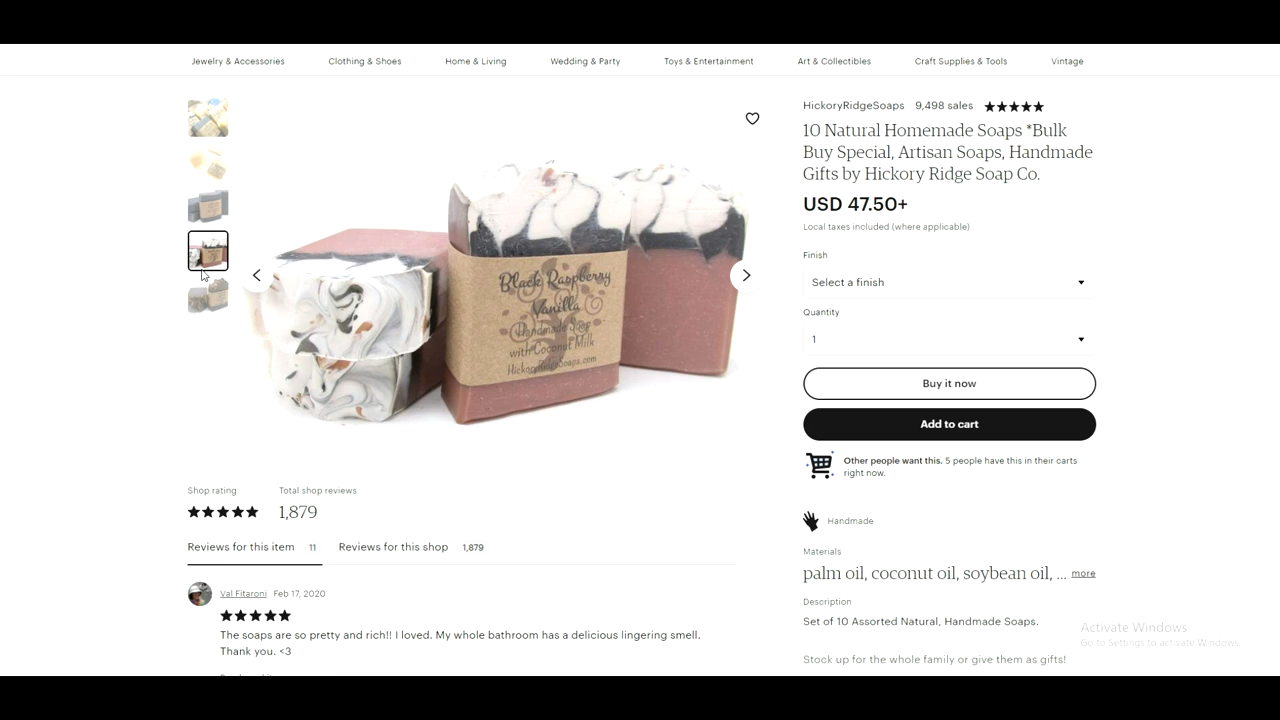 Jewelry & Accessories Clothing & Shoes Home & Living Wedding & Party Toys & Entertainment Art & Collectibles Craft Supplies & Tools Vintage
HickoryRidgeSoaps 9,498 sales
10 Natural Homemade Soaps *Bulk
Buy Special, Artisan Soaps, Handmade
Gifts by Hickory Ridge Soap Co.
USD 47.50+
Local taxes included (where applicable)
Finish
Select a finish
Quantity
1
Buy it now
Add to cart
Other people want this. 5 people have this in their carts
right now.
Handmade
Materials
palm oil, coconut oil, soybean oil, ... more
Description
Set of 10 Assorted Natural, Handmade Soaps.
Stock up for the whole family or give them as gifts!
Black Raspberry
Vanilla
Handmade Soap
with Coconut Milk
HickoryRidgeSoaps.com
Shop rating Total shop reviews
1,879
Reviews for this item 11 Reviews for this shop 1,879
Val Fitaroni Feb 17, 2020
The soaps are so pretty and rich!! I loved. My whole bathroom has a delicious lingering smell.
Thank you. <3
Activate Windows
Go to Settings to activate Windows.